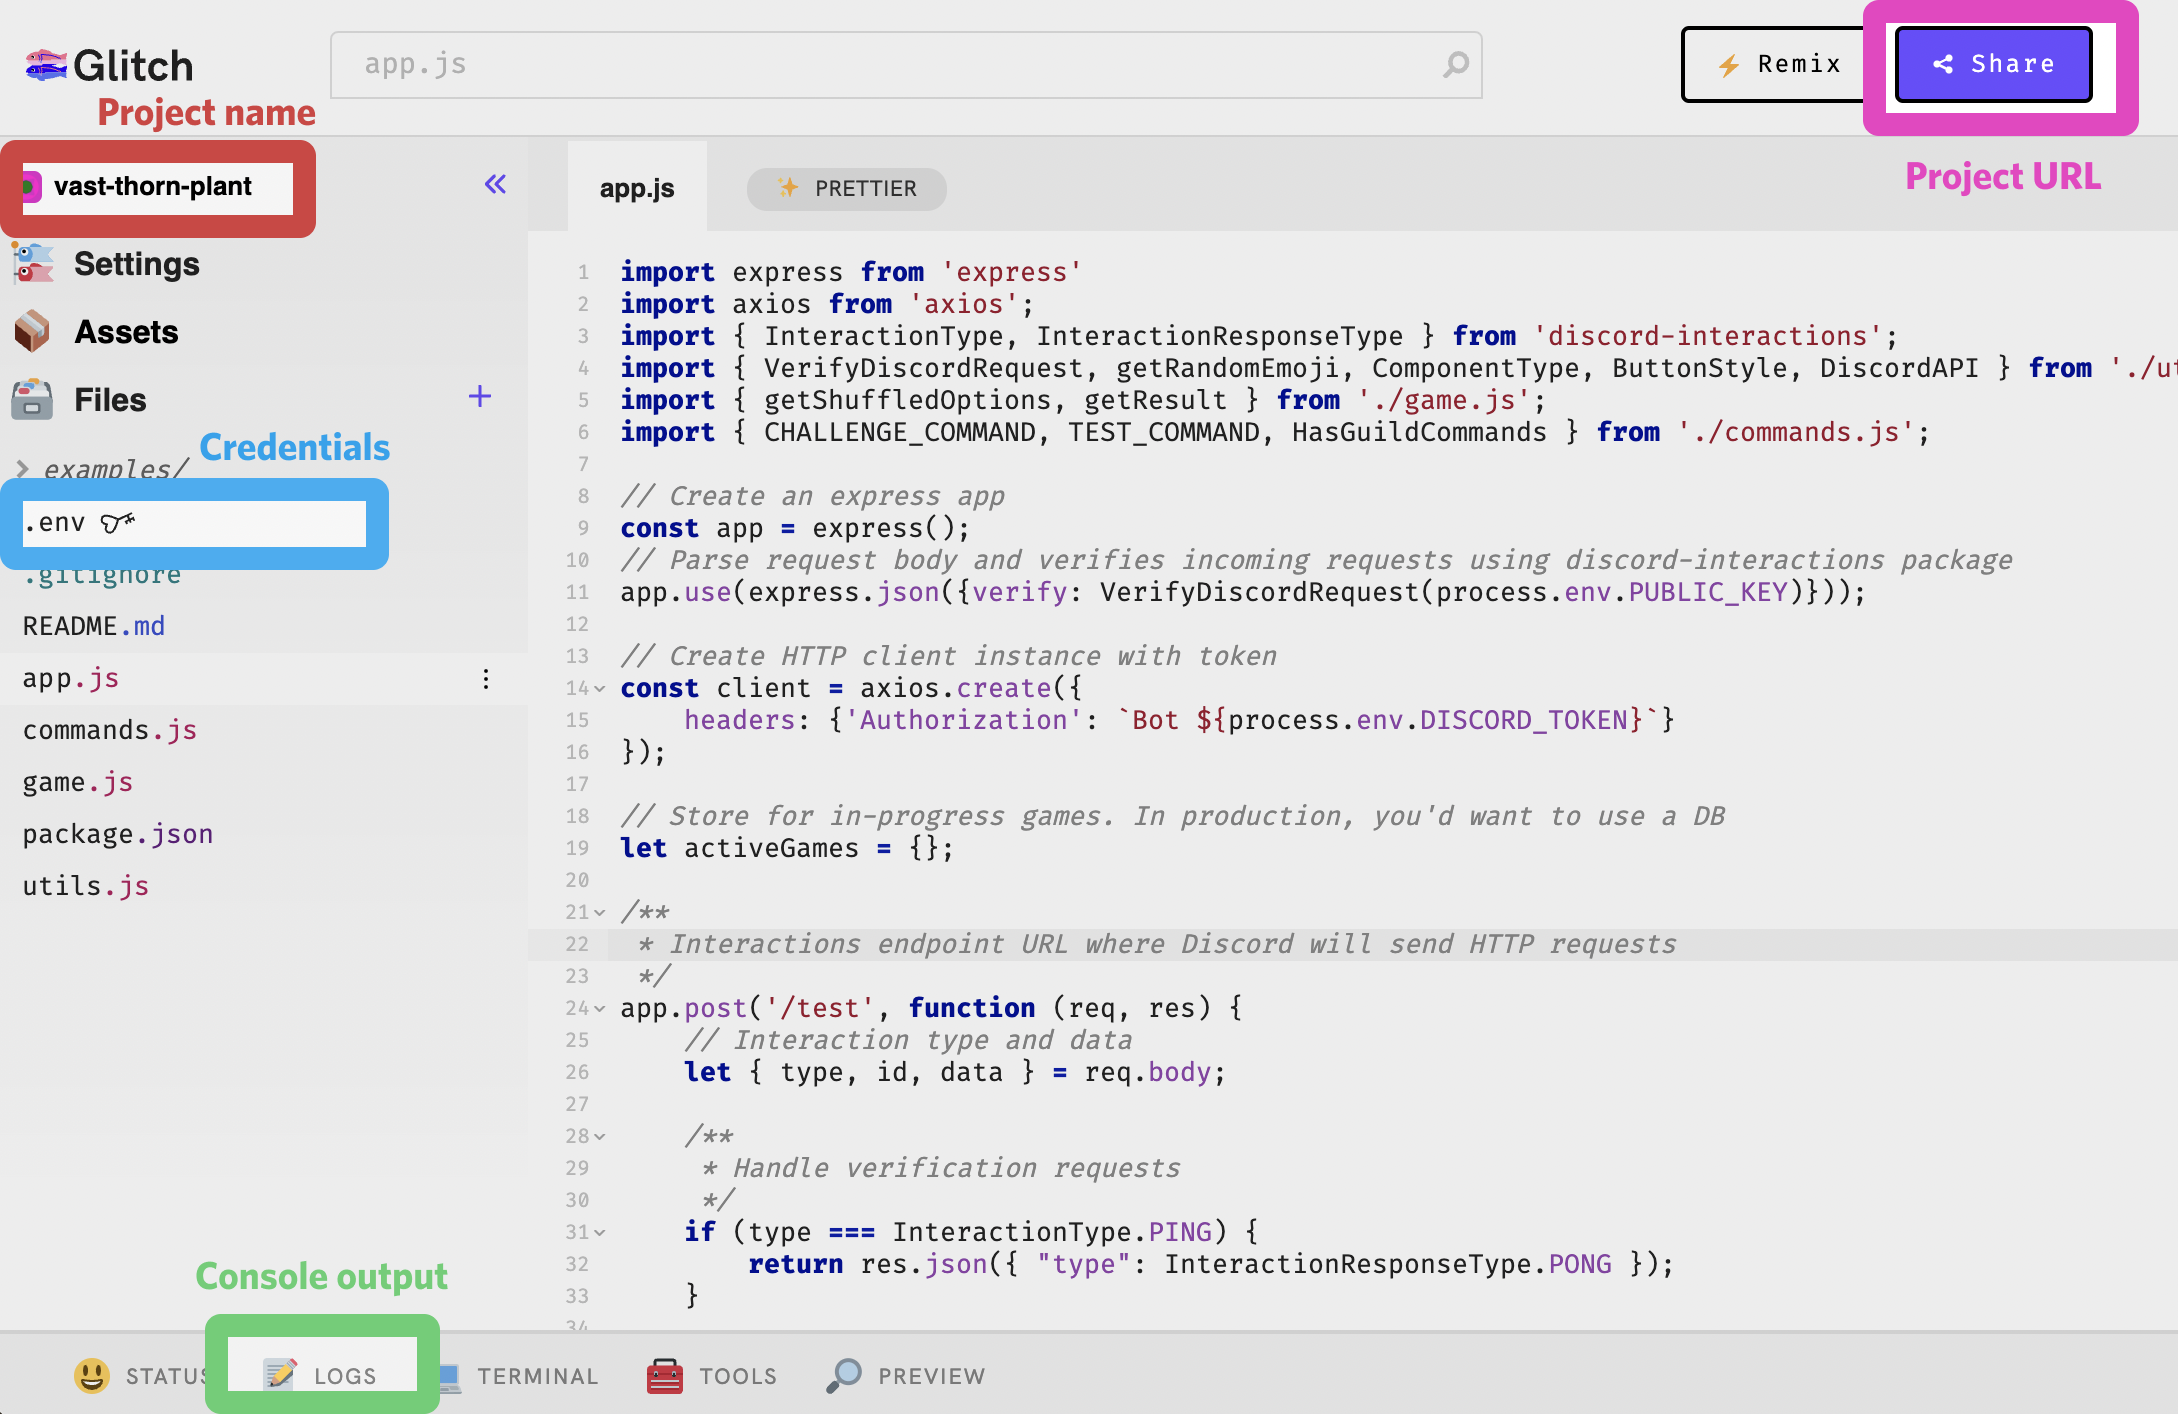 Glitch
app.js
Remix
Share
Project name
Project URL
vast-thorn-plant
Settings
Assets
Files
Credentials
examples/
.env
.gitignore
README.md
app.js
commands.js
game.js
package.json
utils.js
app.js
PRETTIER
1 import express from 'express'
2 import axios from 'axios';
3 import { InteractionType, InteractionResponseType } from 'discord-interactions';
4 import { VerifyDiscordRequest, getRandomEmoji, ComponentType, ButtonStyle, DiscordAPI } from './ut
5 import { getShuffledOptions, getResult } from './game.js';
6 import { CHALLENGE_COMMAND, TEST_COMMAND, HasGuildCommands } from './commands.js';
7
8 // Create an express app
9 const app = express();
10 // Parse request body and verifies incoming requests using discord-interactions package
11 app.use(express.json({verify: VerifyDiscordRequest(process.env.PUBLIC_KEY)}));
12
13 // Create HTTP client instance with token
14 const client = axios.create({
15 headers: {'Authorization': `Bot ${process.env.DISCORD_TOKEN}`}
16 });
17
18 // Store for in-progress games. In production, you'd want to use a DB
19 let activeGames = {};
20
21 /**
22 * Interactions endpoint URL where Discord will send HTTP requests
23 */
24 app.post('/test', function (req, res) {
25 // Interaction type and data
26 let { type, id, data } = req.body;
27
28 /**
29 * Handle verification requests
30 */
31 if (type === InteractionType.PING) {
32 return res.json({ "type": InteractionResponseType.PONG });
33 }
34
Console output
STATUS
LOGS
TERMINAL
TOOLS
PREVIEW